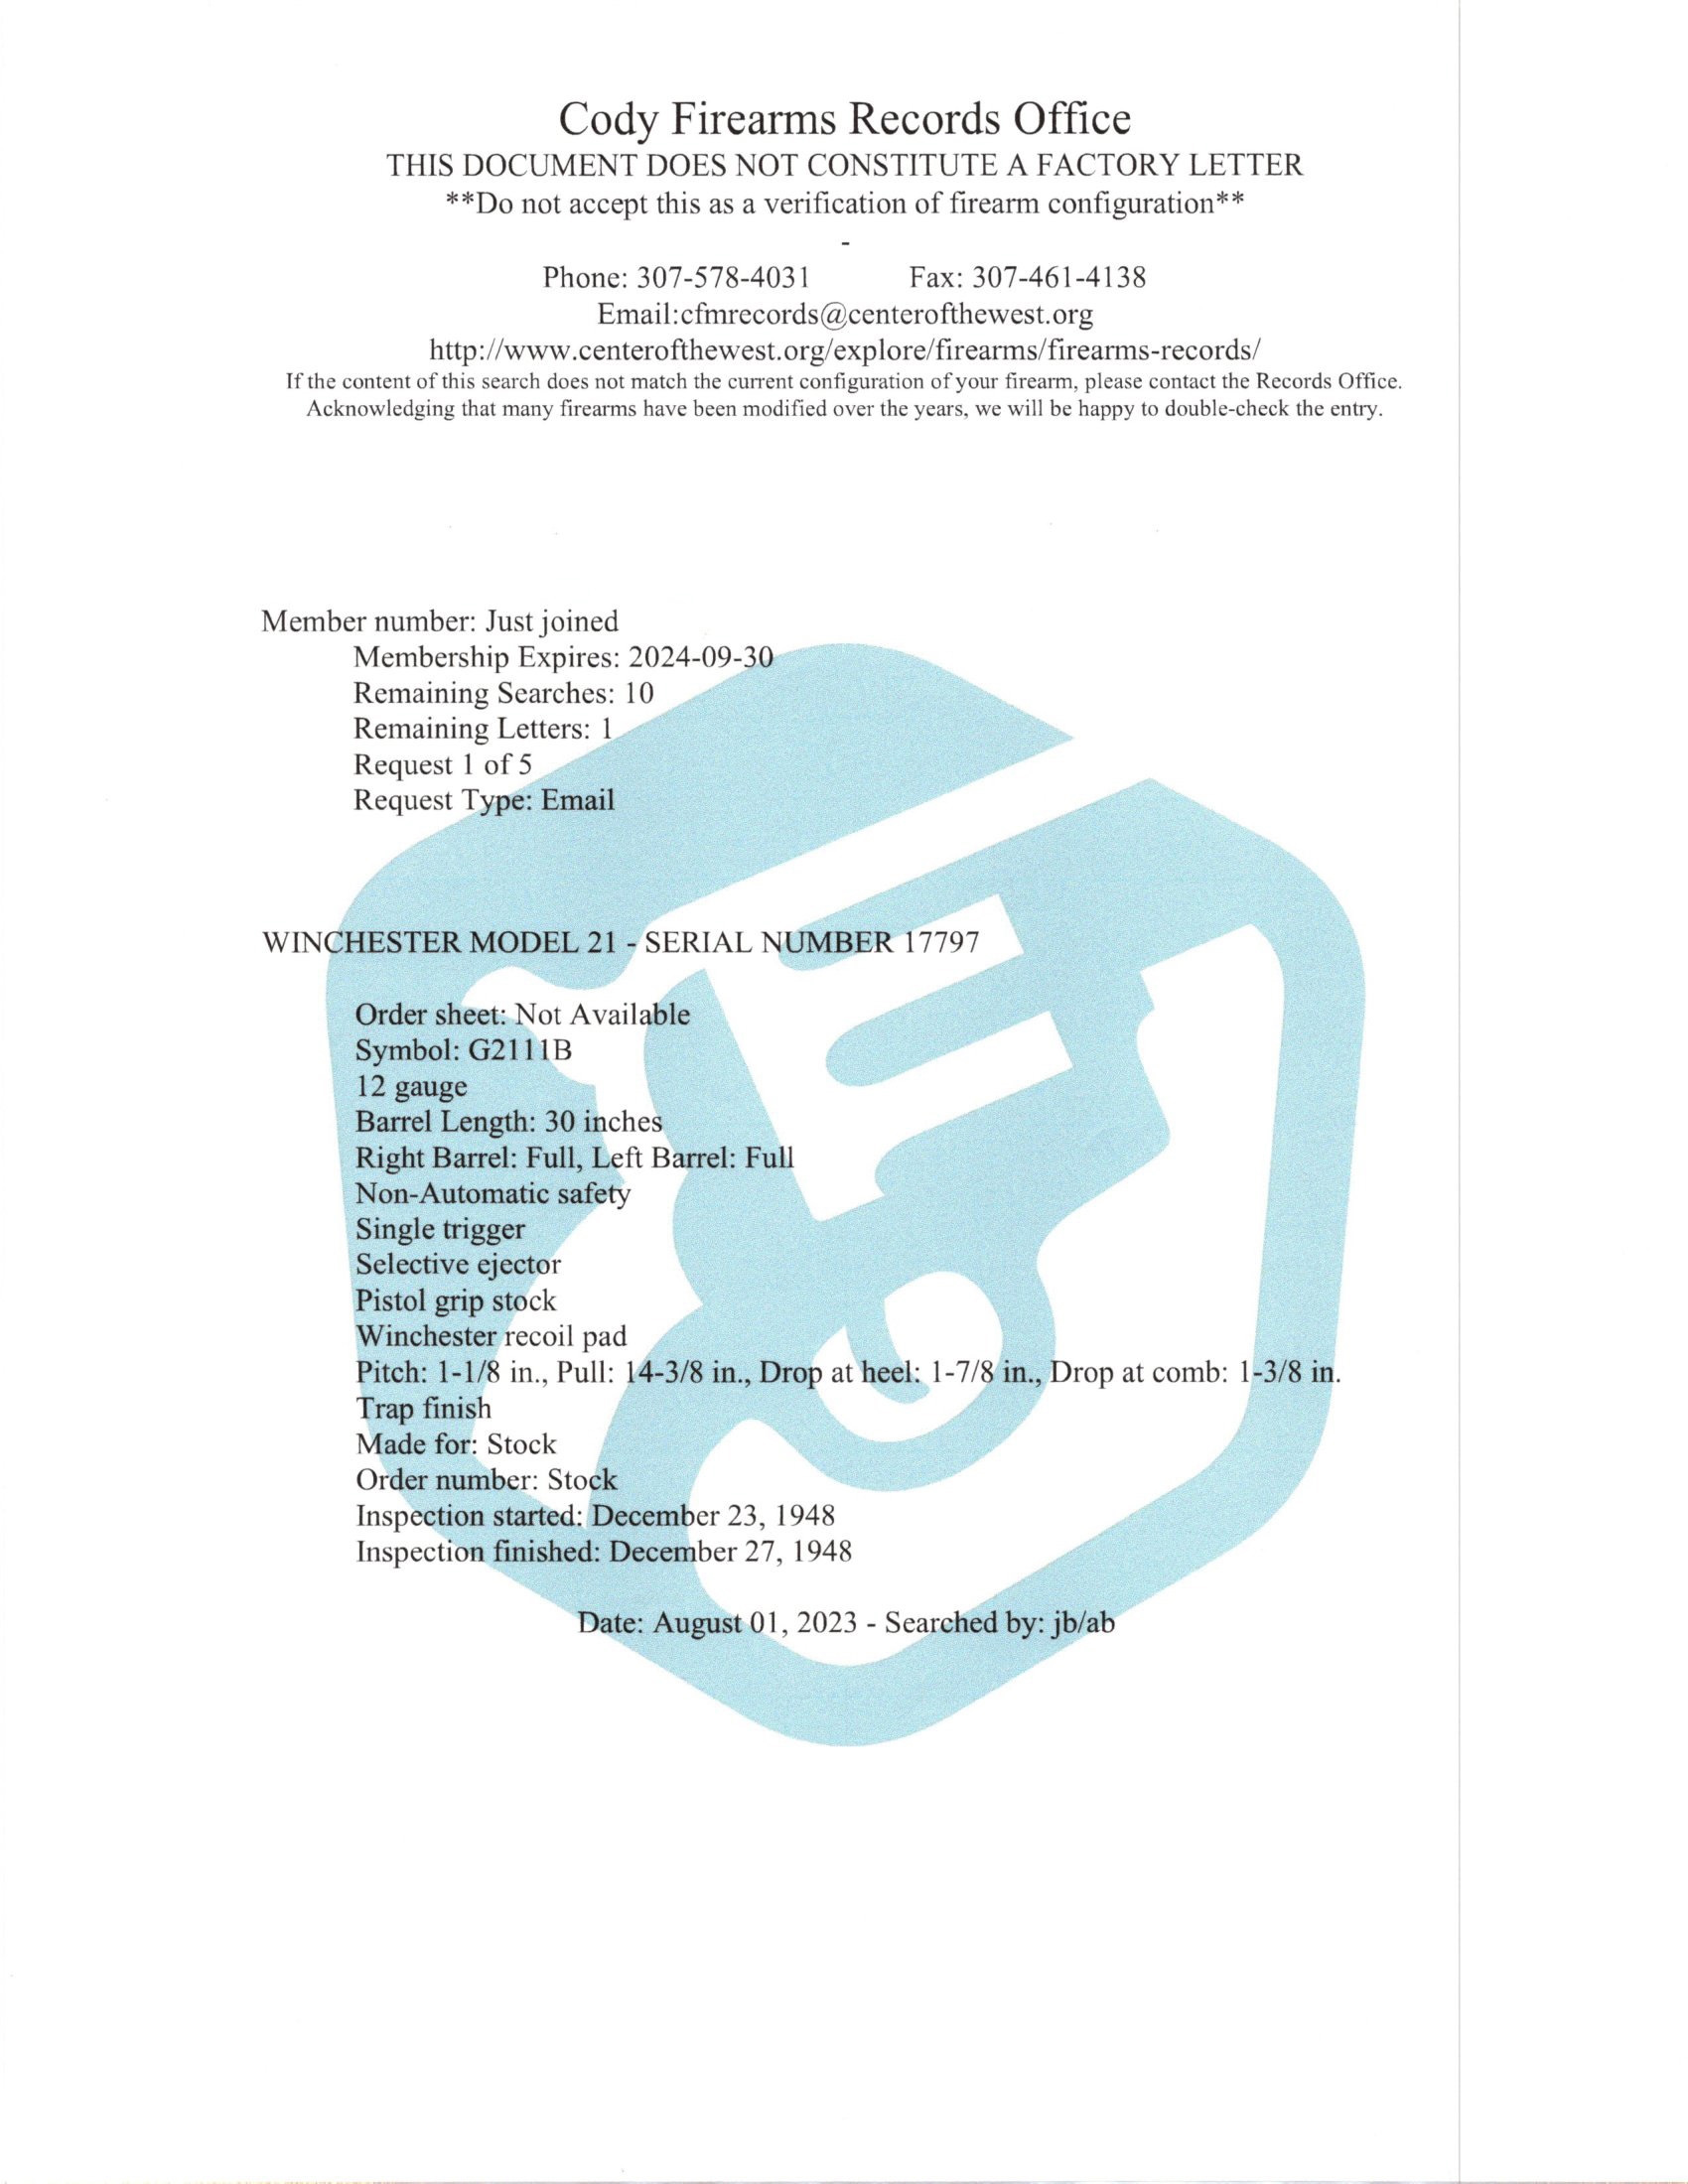 Cody Firearms Records Office
THIS DOCUMENT DOES NOT CONSTITUTE A FACTORY LETTER
**Do not accept this as a verification of firearm configuration**
-
Phone: 307-578-4031 Fax: 307-461-4138
Email:cfmrecords@centerofthewest.org
http://www.centerofthewest.org/explore/firearms/firearms-records/
If the content of this search does not match the current configuration of your firearm, please contact the Records Office.
Acknowledging that many firearms have been modified over the years, we will be happy to double-check the entry.
Member number: Just joined
Membership Expires: 2024-09-30
Remaining Searches: 10
Remaining Letters: 1
Request 1 of 5
Request Type: Email
WINCHESTER MODEL 21 - SERIAL NUMBER 17797
Order sheet: Not Available
Symbol: G2111B
12 gauge
Barrel Length: 30 inches
Right Barrel: Full, Left Barrel: Full
Non-Automatic safety
Single trigger
Selective ejector
Pistol grip stock
Winchester recoil pad
Pitch: 1-1/8 in., Pull: 14-3/8 in., Drop at heel: 1-7/8 in., Drop at comb: 1-3/8 in.
Trap finish
Made for: Stock
Order number: Stock
Inspection started: December 23, 1948
Inspection finished: December 27, 1948
Date: August 01, 2023 - Searched by: jb/ab